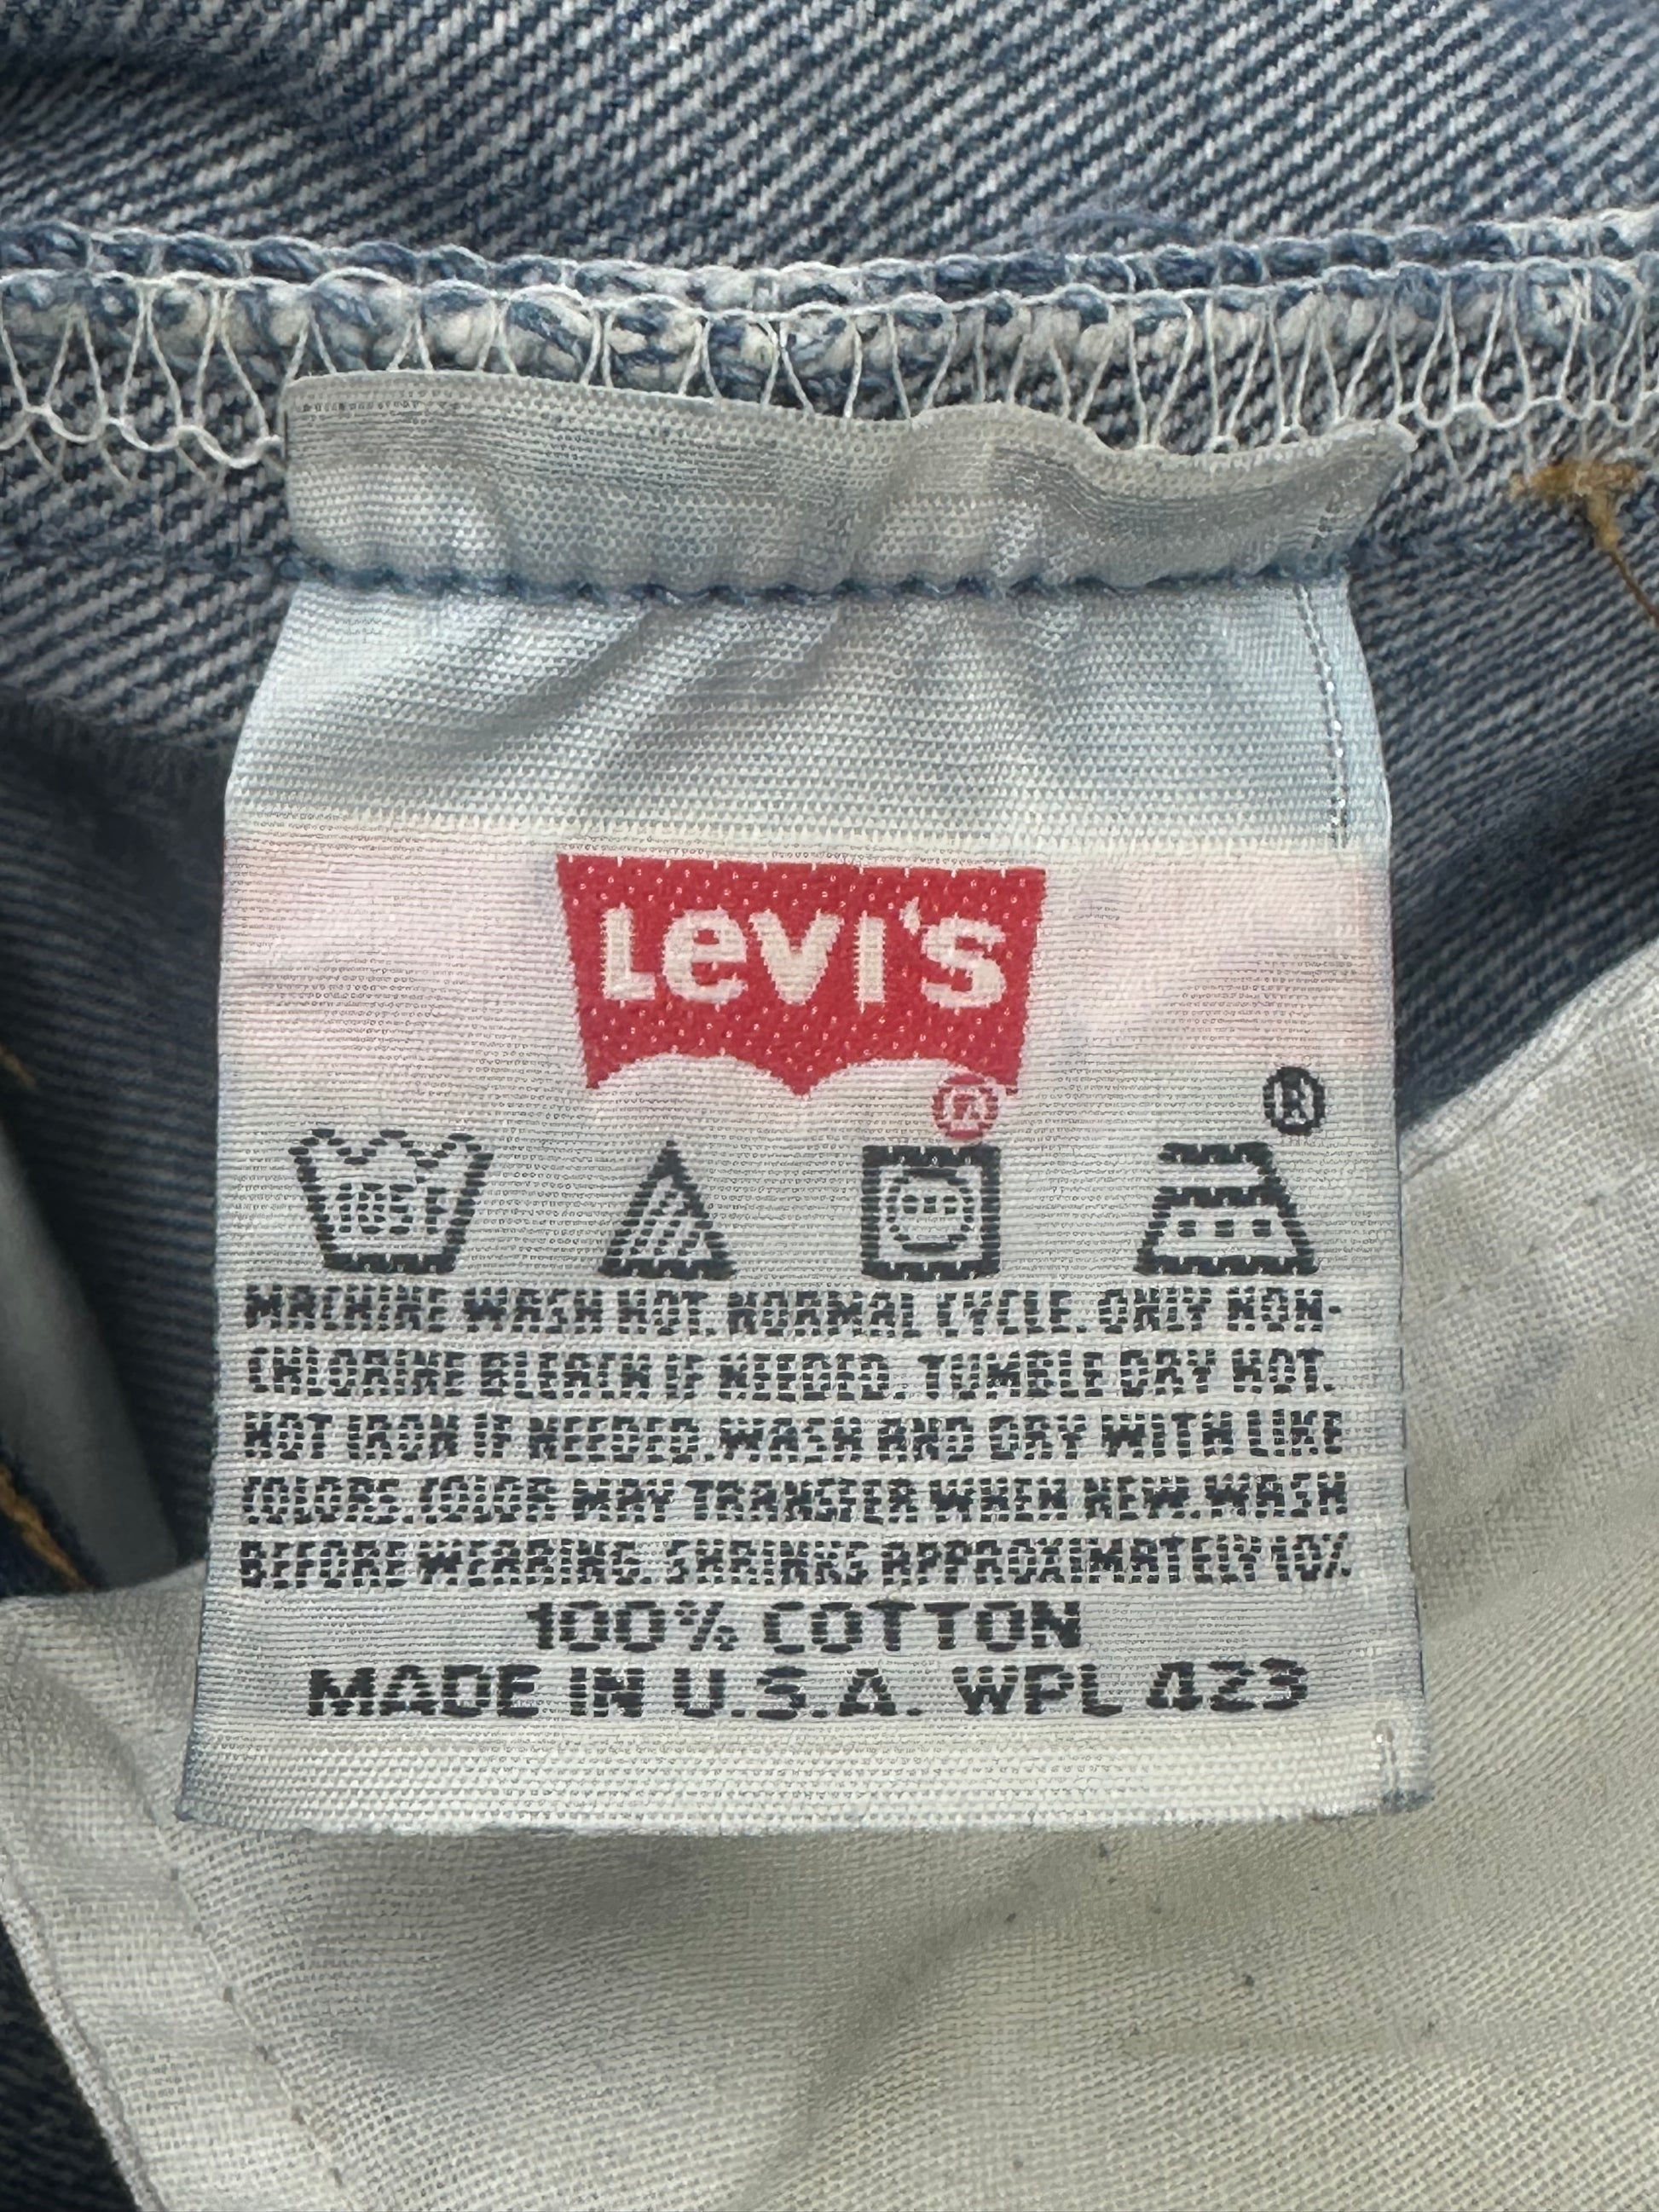 LEVI'S
®
®
105F
MACHINE WASH HOT. NORMAL CYCLE. ONLY NON-
CHLORINE BLEACH IF NEEDED. TUMBLE DRY HOT.
HOT IRON IF NEEDED. WASH AND DRY WITH LIKE
COLORS. COLOR MAY TRANSFER WHEN NEW. WASH
BEFORE WEARING. SHRINKS APPROXIMATELY 10%
100% COTTON
MADE IN U.S.A. WPL 423